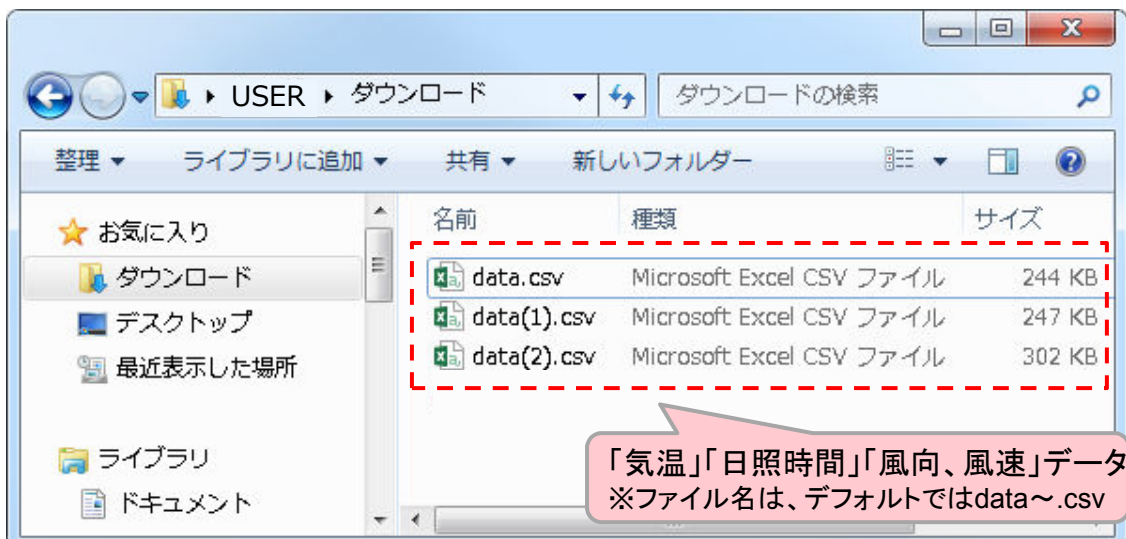 USER ダウンロード ダウンロードの検索
整理 ライブラリに追加 共有 新しいフォルダー
お気に入り
ダウンロード
デスクトップ
最近表示した場所
ライブラリ
ドキュメント
名前 種類 サイズ
data.csv Microsoft Excel CSV ファイル 244 KB
data(1).csv Microsoft Excel CSV ファイル 247 KB
data(2).csv Microsoft Excel CSV ファイル 302 KB
「気温」「日照時間」「風向、風速」データ
※ファイル名は、デフォルトではdata～.csv